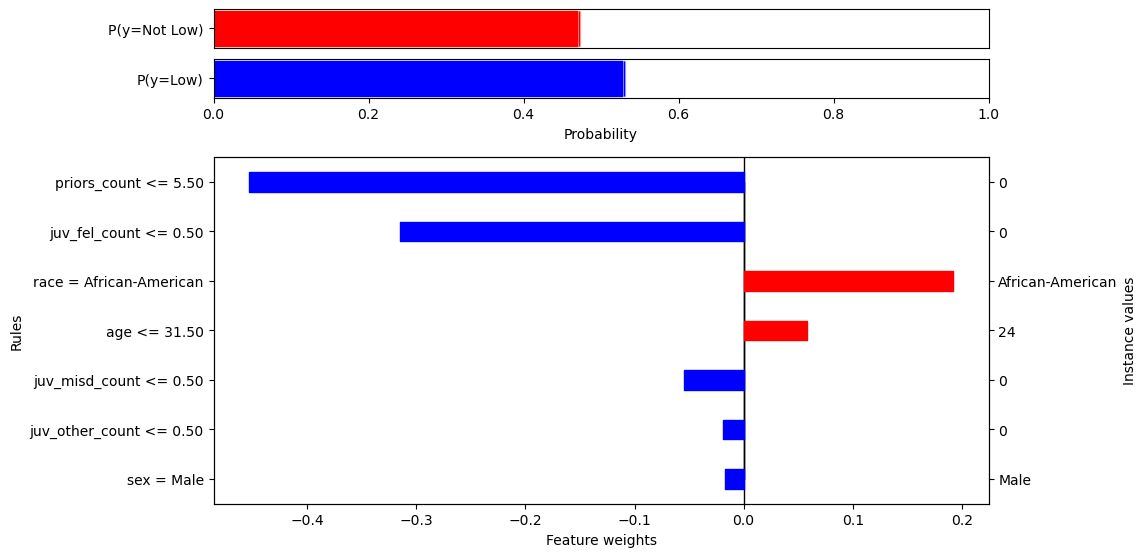 P(y=Not Low)
P(y=Low)
0.0 0.2 0.4 0.6 0.8 1.0
Probability
priors_count <= 5.50 0
juv_fel_count <= 0.50 0
race = African-American African-American
age <= 31.50 24
juv_misd_count <= 0.50 0
juv_other_count <= 0.50 0
sex = Male Male
Rules
Instance values
−0.4 −0.3 −0.2 −0.1 0.0 0.1 0.2
Feature weights